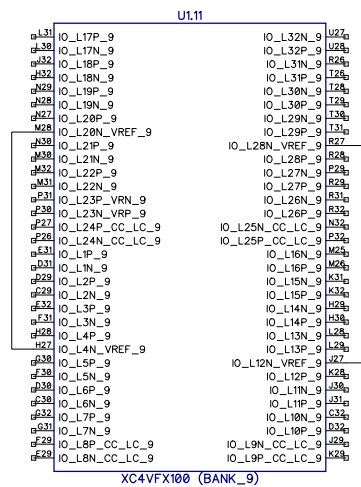 U1.11
L31 IO_L17P_9 IO_L32N_9 U27
L30 IO_L17N_9 IO_L32P_9 U28
J32 IO_L18P_9 IO_L31N_9 R26
H32 IO_L18N_9 IO_L31P_9 T26
N29 IO_L19P_9 IO_L30N_9 T28
N28 IO_L19N_9 IO_L30P_9 T29
N27 IO_L20P_9 IO_L29N_9 T30
M28 IO_L20N_VREF_9 IO_L29P_9 T31
N30 IO_L21P_9 IO_L28N_VREF_9 R27
M30 IO_L21N_9 IO_L28P_9 R28
M32 IO_L22P_9 IO_L27N_9 P29
M31 IO_L22N_9 IO_L27P_9 R29
P31 IO_L23P_VRN_9 IO_L26N_9 R31
P30 IO_L23N_VRP_9 IO_L26P_9 R32
P27 IO_L24P_CC_LC_9 IO_L25N_CC_LC_9 N32
P26 IO_L24N_CC_LC_9 IO_L25P_CC_LC_9 P32
E31 IO_L1P_9 IO_L16N_9 M25
D31 IO_L1N_9 IO_L16P_9 M26
D29 IO_L2P_9 IO_L15N_9 K31
C29 IO_L2N_9 IO_L15P_9 K32
E32 IO_L3P_9 IO_L14N_9 H29
F31 IO_L3N_9 IO_L14P_9 H30
H28 IO_L4P_9 IO_L13N_9 L28
H27 IO_L4N_VREF_9 IO_L13P_9 L29
G30 IO_L5P_9 IO_L12N_VREF_9 J27
F30 IO_L5N_9 IO_L12P_9 K28
D30 IO_L6P_9 IO_L11N_9 J30
C30 IO_L6N_9 IO_L11P_9 J31
G32 IO_L7P_9 IO_L10N_9 C32
G31 IO_L7N_9 IO_L10P_9 D32
F29 IO_L8P_CC_LC_9 IO_L9N_CC_LC_9 J29
E29 IO_L8N_CC_LC_9 IO_L9P_CC_LC_9 K29
XC4VFX100 (BANK_9)